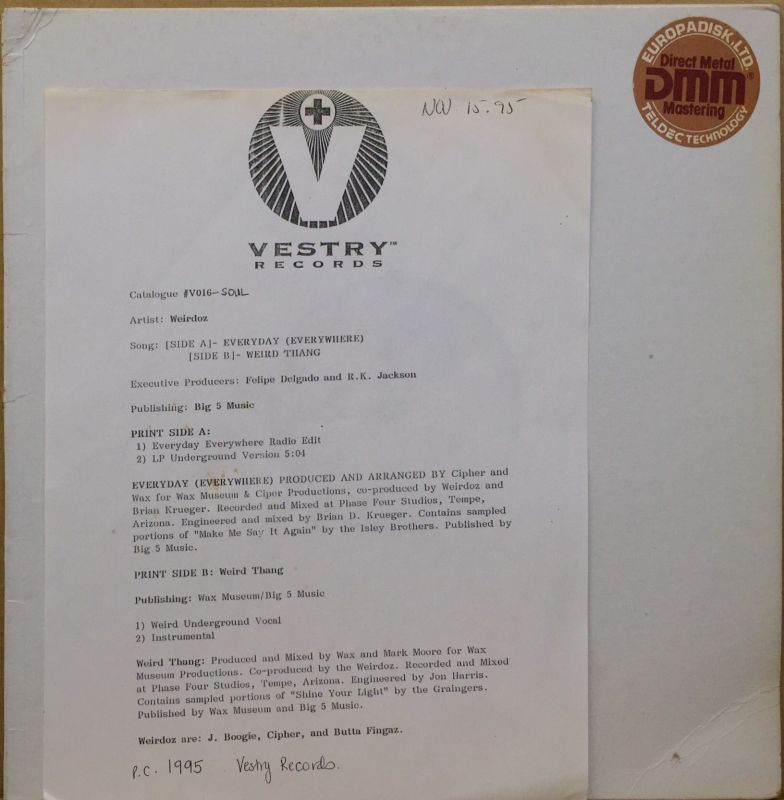 EUROPADISK, LTD.
Direct Metal
DMM®
Mastering
TELDEC TECHNOLOGY
NOV 15.95
V
VESTRY™
RECORDS
Catalogue #V016-SOUL
Artist: Weirdoz
Song: [SIDE A]- EVERYDAY (EVERYWHERE)
[SIDE B]- WEIRD THANG
Executive Producers: Felipe Delgado and R.K. Jackson
Publishing: Big 5 Music
PRINT SIDE A:
1) Everyday Everywhere Radio Edit
2) LP Underground Version 5:04
EVERYDAY (EVERYWHERE) PRODUCED AND ARRANGED BY Cipher and
Wax for Wax Museum & Ciper Productions, co-produced by Weirdoz and
Brian Krueger. Recorded and Mixed at Phase Four Studios, Tempe,
Arizona. Engineered and mixed by Brian D. Krueger. Contains sampled
portions of "Make Me Say It Again" by the Isley Brothers. Published by
Big 5 Music.
PRINT SIDE B: Weird Thang
Publishing: Wax Museum/Big 5 Music
1) Weird Underground Vocal
2) Instrumental
Weird Thang: Produced and Mixed by Wax and Mark Moore for Wax
Museum Productions. Co-produced by the Weirdoz. Recorded and Mixed
at Phase Four Studios, Tempe, Arizona. Engineered by Jon Harris.
Contains sampled portions of "Shine Your Light" by the Graingers.
Published by Wax Museum and Big 5 Music.
Weirdoz are: J. Boogie, Cipher, and Butta Fingaz.
P.C. 1995 Vestry Records.